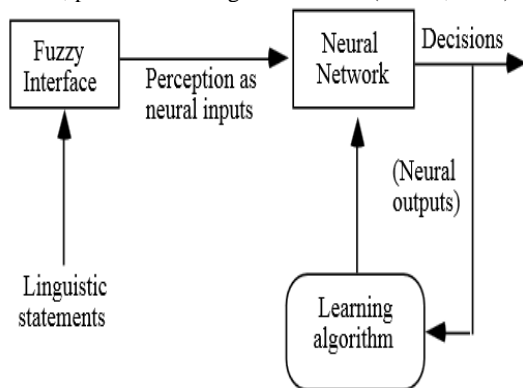 Fuzzy
Interface
Perception as
neural inputs
Neural
Network
Decisions
(Neural
outputs)
Linguistic
statements
Learning
algorithm